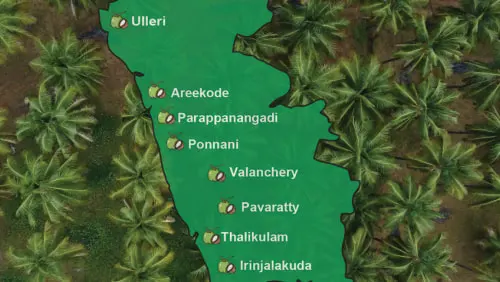 Ulleri
Areekode
Parappanangadi
Ponnani
Valanchery
Pavaratty
Thalikulam
Irinjalakuda